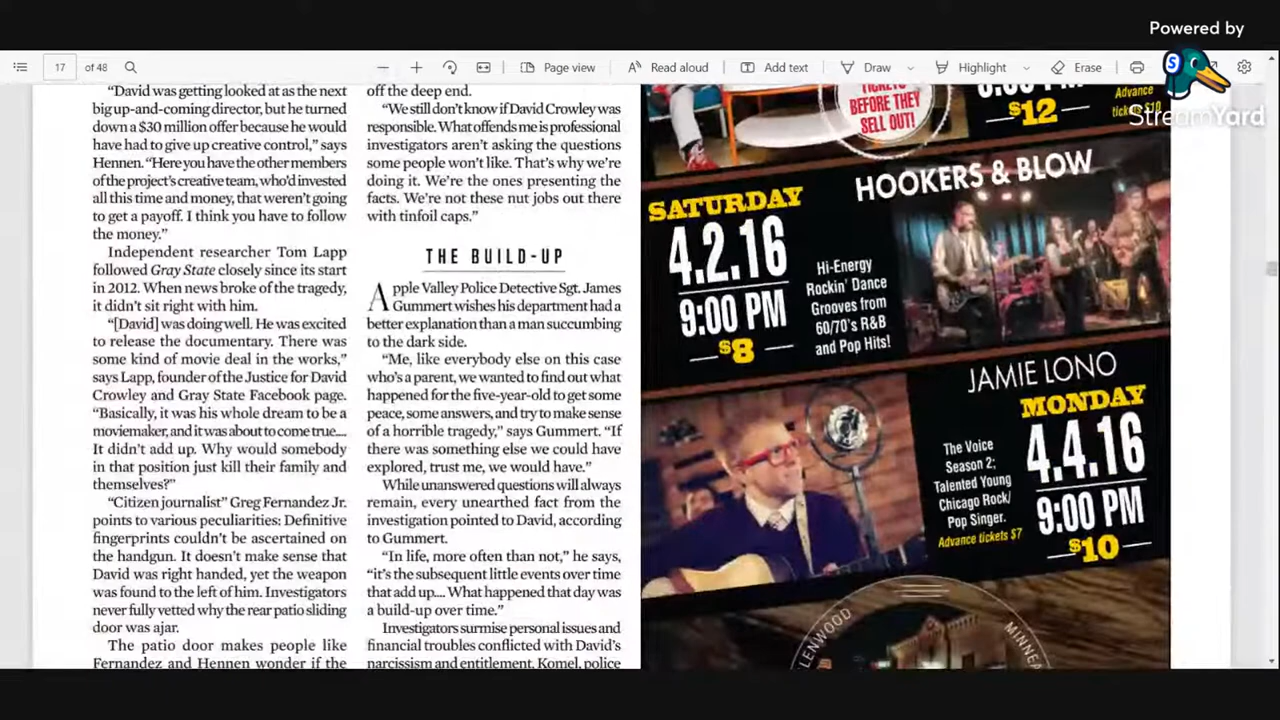 Powered by
StreamYard
17 of 48
Page view
Read aloud
Add text
Draw
Highlight
Erase
“David was getting looked at as the next
big up-and-coming director, but he turned
down a $30 million offer because he would
have had to give up creative control,” says
Hennen. “Here you have the other members
of the project’s creative team, who’d invested
all this time and money, that weren’t going
to get a payoff. I think you have to follow
the money.”
Independent researcher Tom Lapp
followed Gray State closely since its start
in 2012. When news broke of the tragedy,
it didn’t sit right with him.
“[David] was doing well. He was excited
to release the documentary. There was
some kind of movie deal in the works,”
says Lapp, founder of the Justice for David
Crowley and Gray State Facebook page.
“Basically, it was his whole dream to be a
moviemaker, and it was about to come true....
It didn’t add up. Why would somebody
in that position just kill their family and
themselves?”
“Citizen journalist” Greg Fernandez Jr.
points to various peculiarities: Definitive
fingerprints couldn’t be ascertained on
the handgun. It doesn’t make sense that
David was right handed, yet the weapon
was found to the left of him. Investigators
never fully vetted why the rear patio sliding
door was ajar.
The patio door makes people like
Fernandez and Hennen wonder if the
off the deep end.
“We still don’t know if David Crowley was
responsible. What offends me is professional
investigators aren’t asking the questions
some people won’t like. That’s why we’re
doing it. We’re the ones presenting the
facts. We’re not these nut jobs out there
with tinfoil caps.”
THE BUILD-UP
Apple Valley Police Detective Sgt. James
Gummert wishes his department had a
better explanation than a man succumbing
to the dark side.
“Me, like everybody else on this case
who’s a parent, we wanted to find out what
happened for the five-year-old to get some
peace, some answers, and try to make sense
of a horrible tragedy,” says Gummert. “If
there was something else we could have
explored, trust me, we would have.”
While unanswered questions will always
remain, every unearthed fact from the
investigation pointed to David, according
to Gummert.
“In life, more often than not,” he says,
“it’s the subsequent little events over time
that add up.... What happened that day was
a build-up over time.”
Investigators surmise personal issues and
financial troubles conflicted with David’s
narcissism and entitlement. Komel, police
TICKETS
BEFORE THEY
SELL OUT!
$12
Advance
tickets $10
HOOKERS & BLOW
SATURDAY
4.2.16
9:00 PM
$8
Hi-Energy
Rockin’ Dance
Grooves from
60/70’s R&B
and Pop Hits!
JAMIE LONO
MONDAY
4.4.16
9:00 PM
$10
The Voice
Season 2;
Talented Young
Chicago Rock/
Pop Singer.
Advance tickets $7